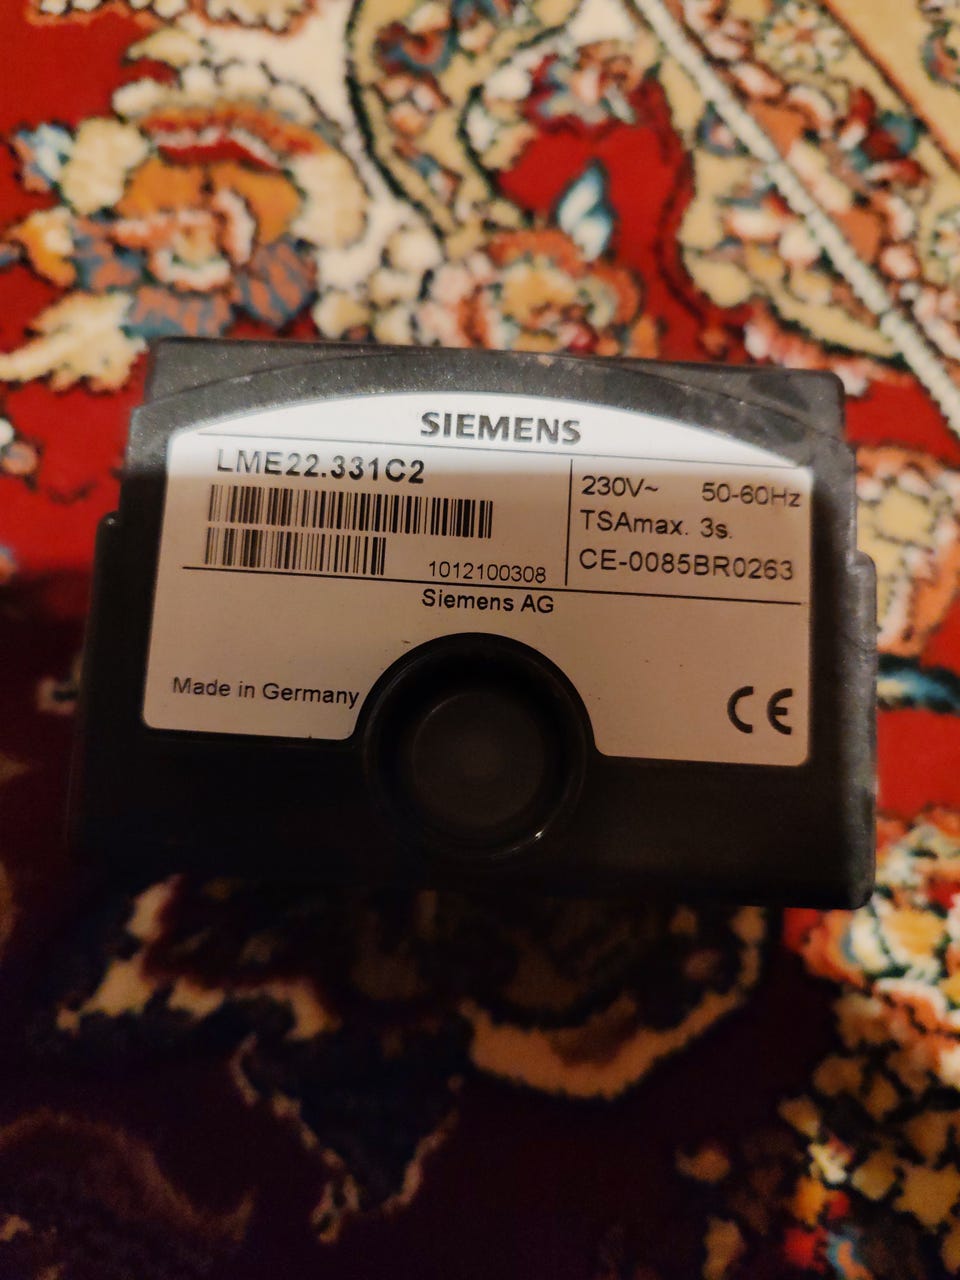 SIEMENS
LME22.331C2
230V~ 50-60Hz
TSAmax. 3s.
CE-0085BR0263
1012100308
Siemens AG
Made in Germany
CE